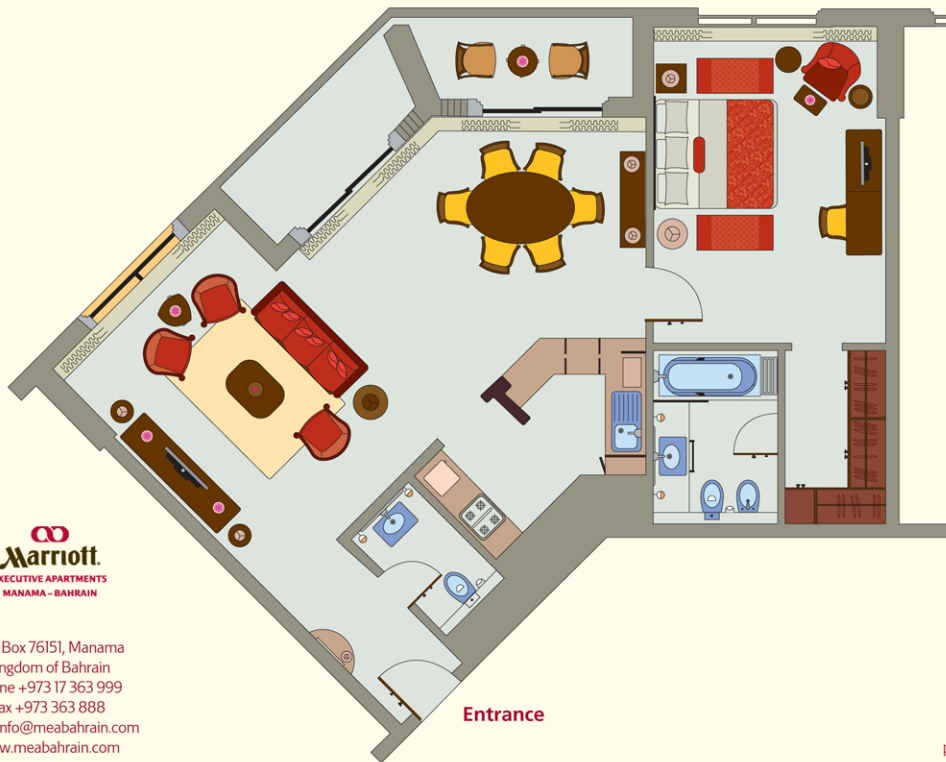 Marriott.
XECUTIVE APARTMENTS
MANAMA – BAHRAIN
Box 76151, Manama
ngdom of Bahrain
ne +973 17 363 999
ax +973 363 888
nfo@meabahrain.com
w.meabahrain.com
Entrance